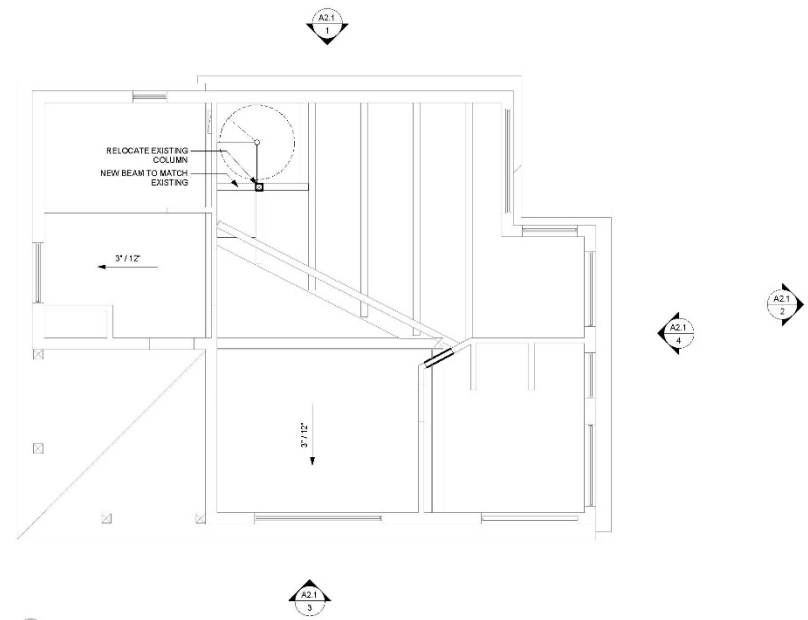 A2.1
1
RELOCATE EXISTING
COLUMN
NEW BEAM TO MATCH
EXISTING
3" / 12"
A2.1
2
A2.1
4
3" / 12"
A2.1
3